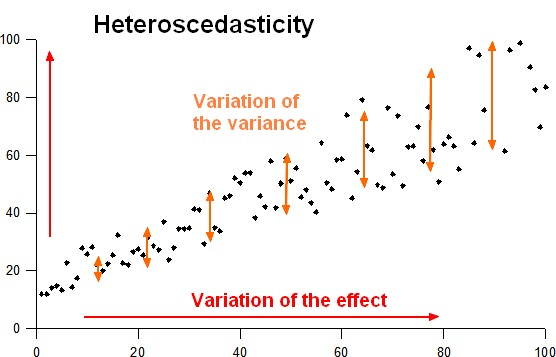 Heteroscedasticity
100
80
60
40
20
0
Variation of
the variance
Variation of the effect
0 20 40 60 80 100